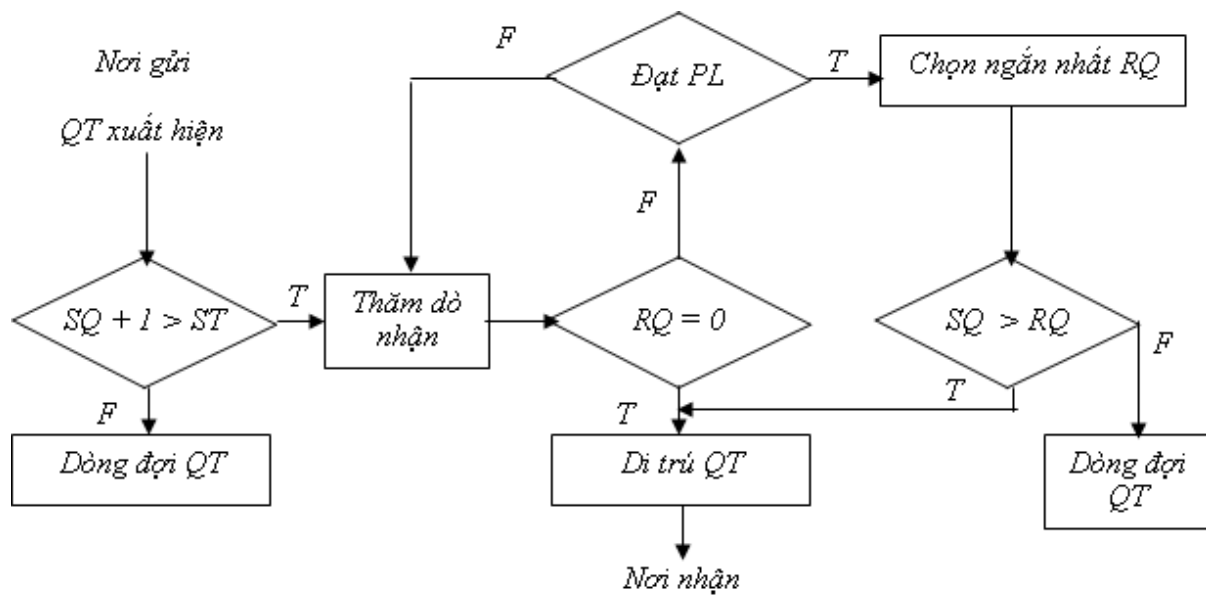 Nơi gửi
QT xuất hiện
F
Đạt PL
T
Chọn ngắn nhất RQ
F
SQ + 1 > ST
T
Thăm dò
nhận
RQ = 0
SQ > RQ
F
F
T
T
Dòng đợi QT
Di trú QT
Dòng đợi
QT
Nơi nhận